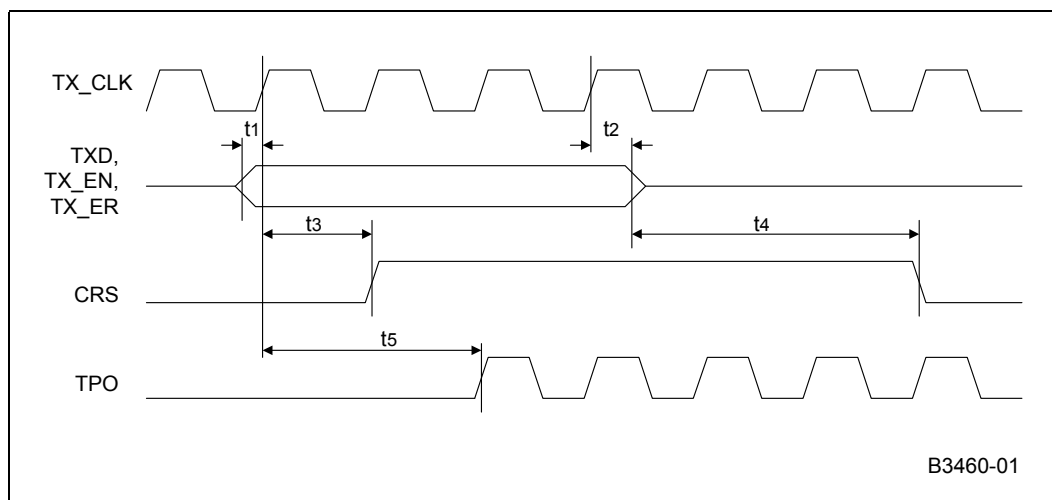 TX_CLK
t1
t2
TXD,
TX_EN,
TX_ER
t3
t4
CRS
t5
TPO
B3460-01